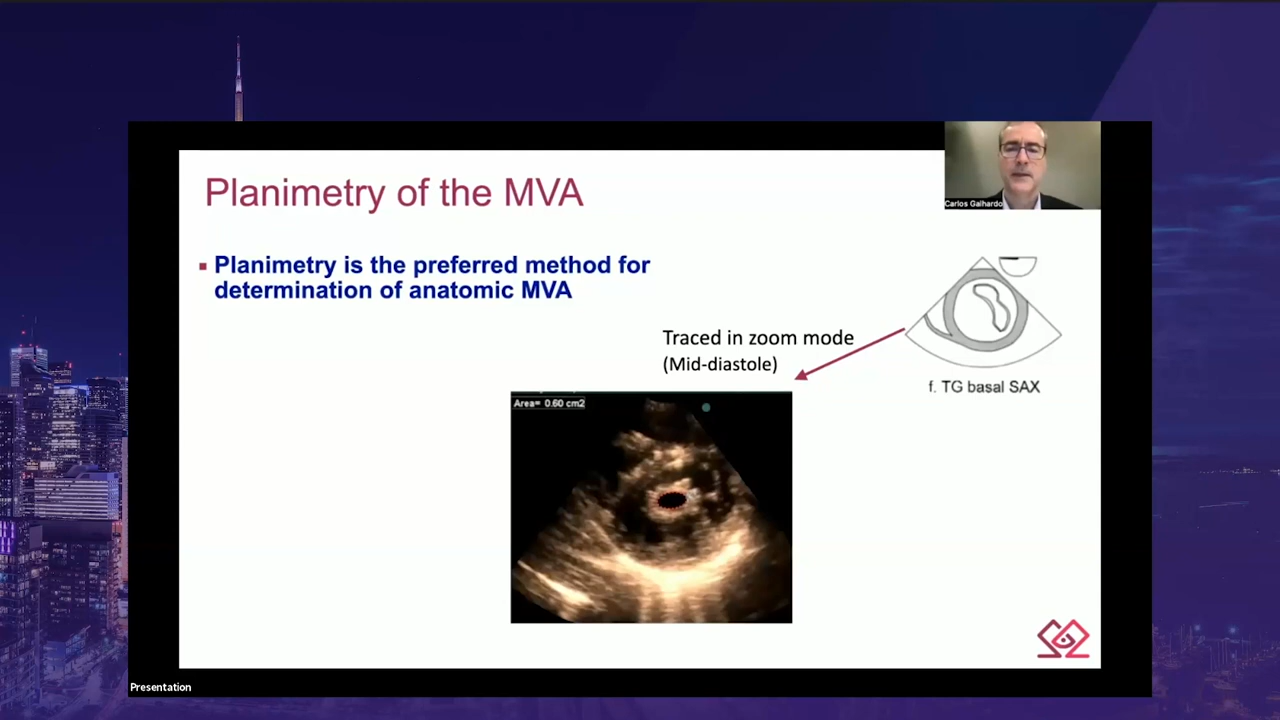 Planimetry of the MVA
Carlos Galhardo
▪ Planimetry is the preferred method for
determination of anatomic MVA
Traced in zoom mode
(Mid-diastole)
f. TG basal SAX
Area= 0.60 cm2
Presentation